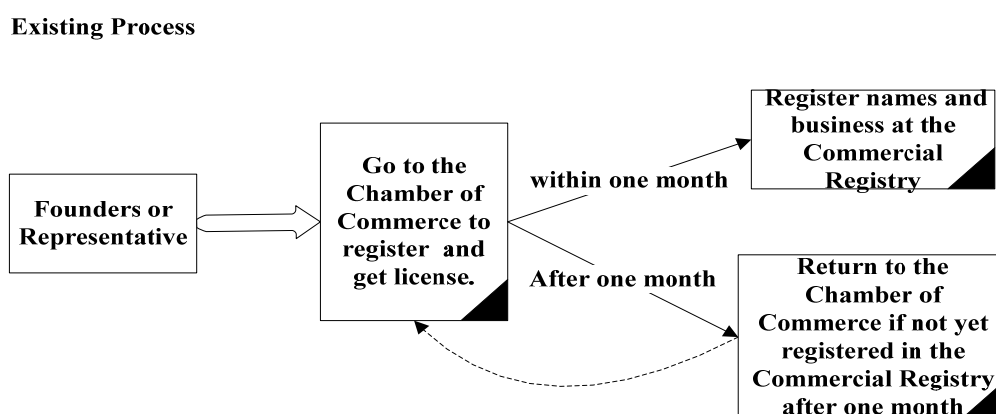 Existing Process
Founders or
Representative
Go to the
Chamber of
Commerce to
register and
get license.
within one month
After one month
Register names and
business at the
Commercial
Registry
Return to the
Chamber of
Commerce if not yet
registered in the
Commercial Registry
after one month